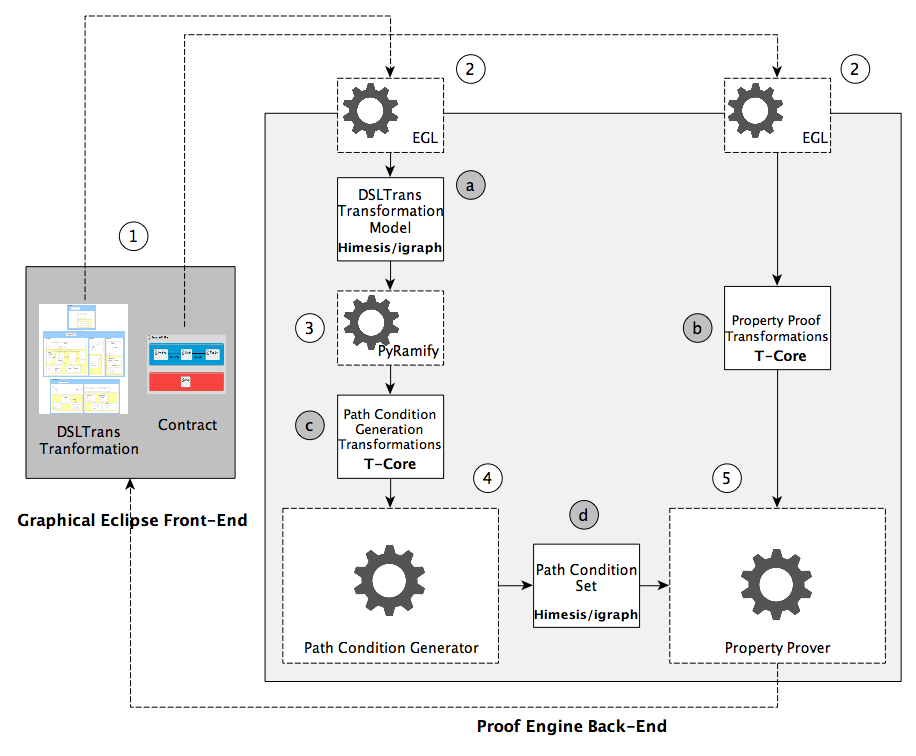 2
2
EGL
EGL
a
DSLTrans
Transformation
Model
Himesis/igraph
1
3
PyRamify
b
Property Proof
Transformations
T-Core
c
Path Condition
Generation
Transformations
T-Core
DSLTrans
Tranformation
Contract
4
5
Graphical Eclipse Front-End
d
Path Condition
Set
Himesis/igraph
Path Condition Generator
Property Prover
Proof Engine Back-End